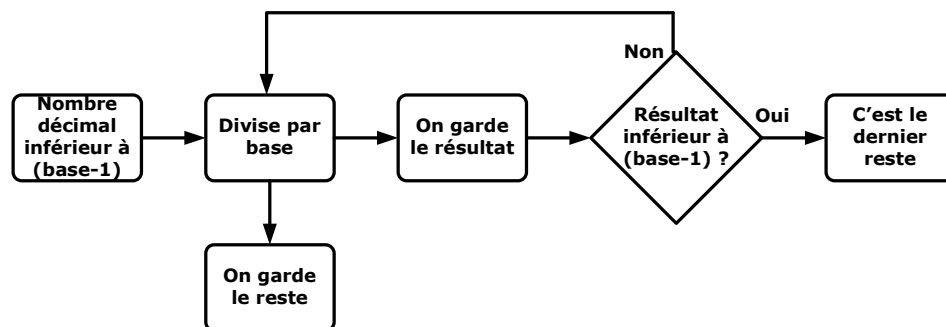 Nombre
décimal
inférieur à
(base-1)
Divise par
base
On garde
le reste
On garde
le résultat
Non
Résultat
inférieur à
(base-1) ?
Oui
C'est le
dernier
reste